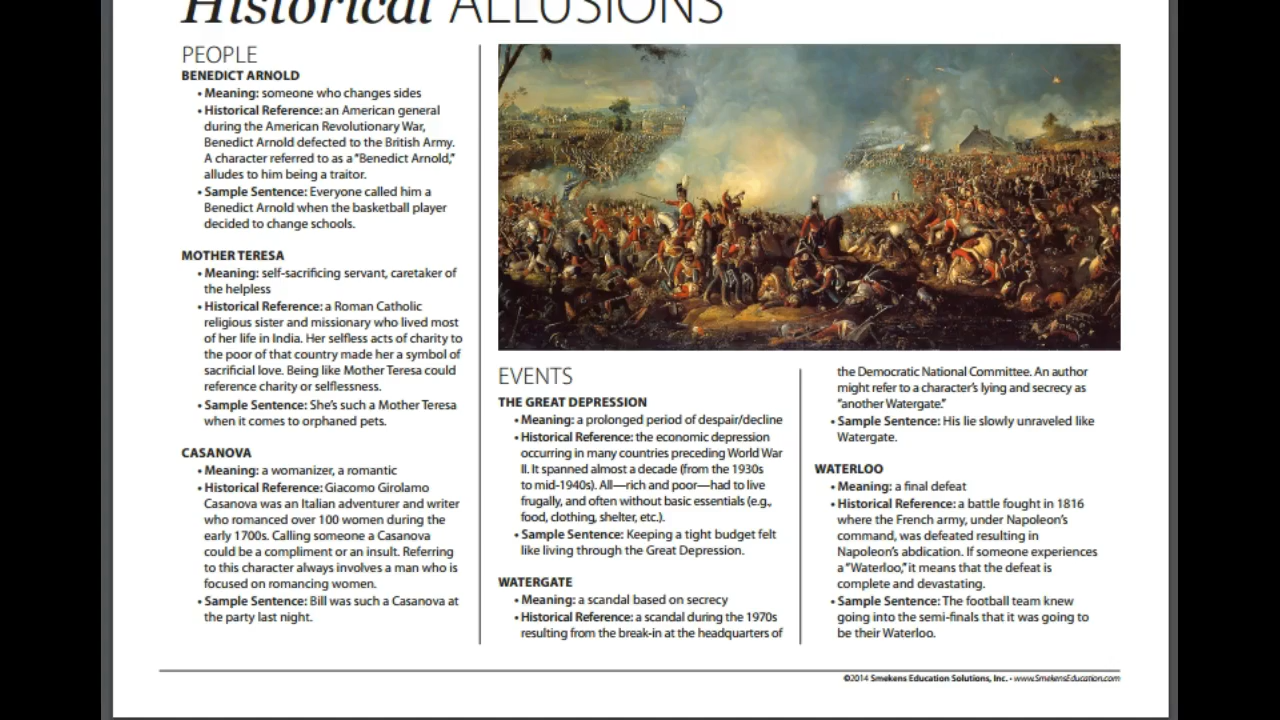 Historical ALLUSIONS
PEOPLE
BENEDICT ARNOLD
• Meaning: someone who changes sides
• Historical Reference: an American general
during the American Revolutionary War,
Benedict Arnold defected to the British Army.
A character referred to as a "Benedict Arnold,"
alludes to him being a traitor.
• Sample Sentence: Everyone called him a
Benedict Arnold when the basketball player
decided to change schools.
MOTHER TERESA
• Meaning: self-sacrificing servant, caretaker of
the helpless
• Historical Reference: a Roman Catholic
religious sister and missionary who lived most
of her life in India. Her selfless acts of charity to
the poor of that country made her a symbol of
sacrificial love. Being like Mother Teresa could
reference charity or selflessness.
• Sample Sentence: She's such a Mother Teresa
when it comes to orphaned pets.
CASANOVA
• Meaning: a womanizer, a romantic
• Historical Reference: Giacomo Girolamo
Casanova was an Italian adventurer and writer
who romanced over 100 women during the
early 1700s. Calling someone a Casanova
could be a compliment or an insult. Referring
to this character always involves a man who is
focused on romancing women.
• Sample Sentence: Bill was such a Casanova at
the party last night.
EVENTS
THE GREAT DEPRESSION
• Meaning: a prolonged period of despair/decline
• Historical Reference: the economic depression
occurring in many countries preceding World War
II. It spanned almost a decade (from the 1930s
to mid-1940s). All—rich and poor—had to live
frugally, and often without basic essentials (e.g.,
food, clothing, shelter, etc.).
• Sample Sentence: Keeping a tight budget felt
like living through the Great Depression.
WATERGATE
• Meaning: a scandal based on secrecy
• Historical Reference: a scandal during the 1970s
resulting from the break-in at the headquarters of
the Democratic National Committee. An author
might refer to a character's lying and secrecy as
"another Watergate."
• Sample Sentence: His lie slowly unraveled like
Watergate.
WATERLOO
• Meaning: a final defeat
• Historical Reference: a battle fought in 1816
where the French army, under Napoleon's
command, was defeated resulting in
Napoleon's abdication. If someone experiences
a "Waterloo," it means that the defeat is
complete and devastating.
• Sample Sentence: The football team knew
going into the semi-finals that it was going to
be their Waterloo.
©2014 Smekens Education Solutions, Inc. • www.SmekensEducation.com